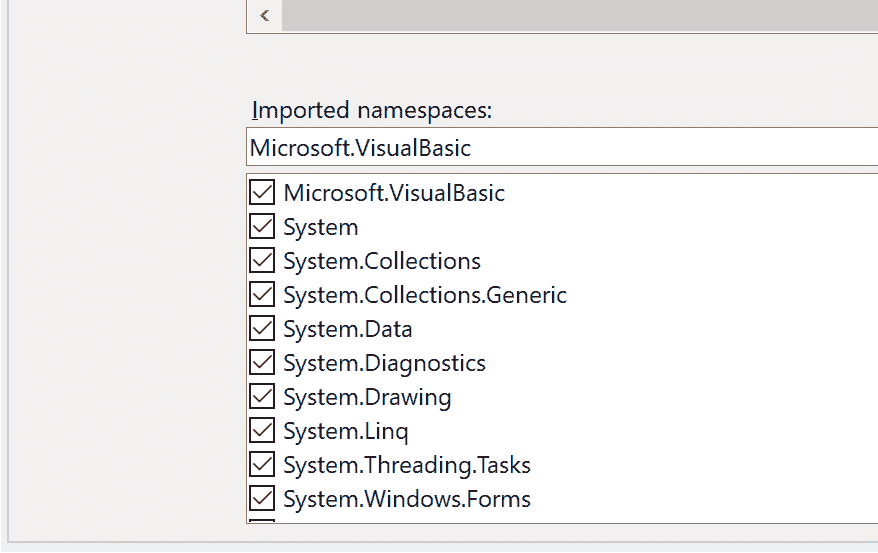 Imported namespaces:
Microsoft.VisualBasic
Microsoft.VisualBasic
System
System.Collections
System.Collections.Generic
System.Data
System.Diagnostics
System.Drawing
System.Linq
System.Threading.Tasks
System.Windows.Forms